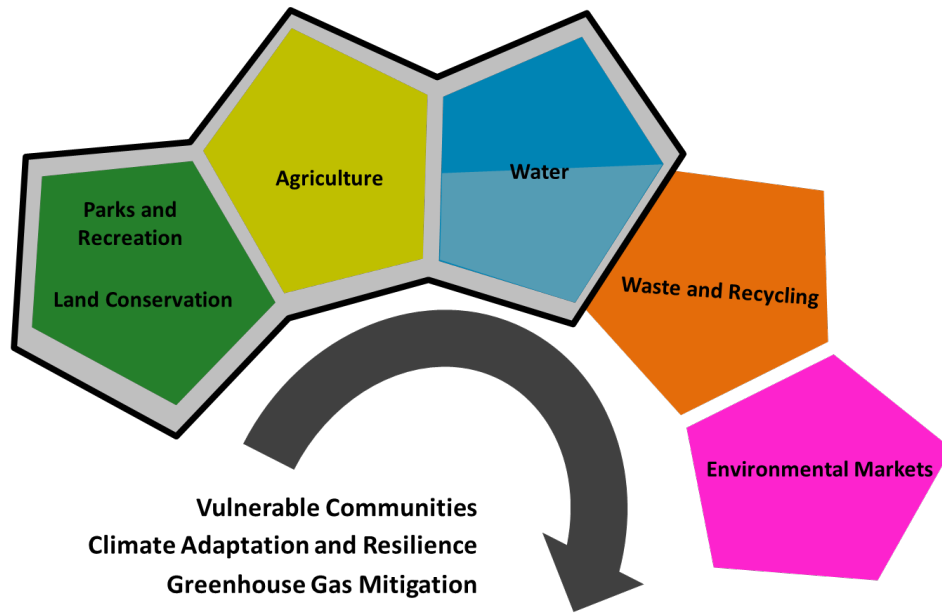 Parks and
Recreation
Land Conservation
Agriculture
Water
Waste and Recycling
Environmental Markets
Vulnerable Communities
Climate Adaptation and Resilience
Greenhouse Gas Mitigation